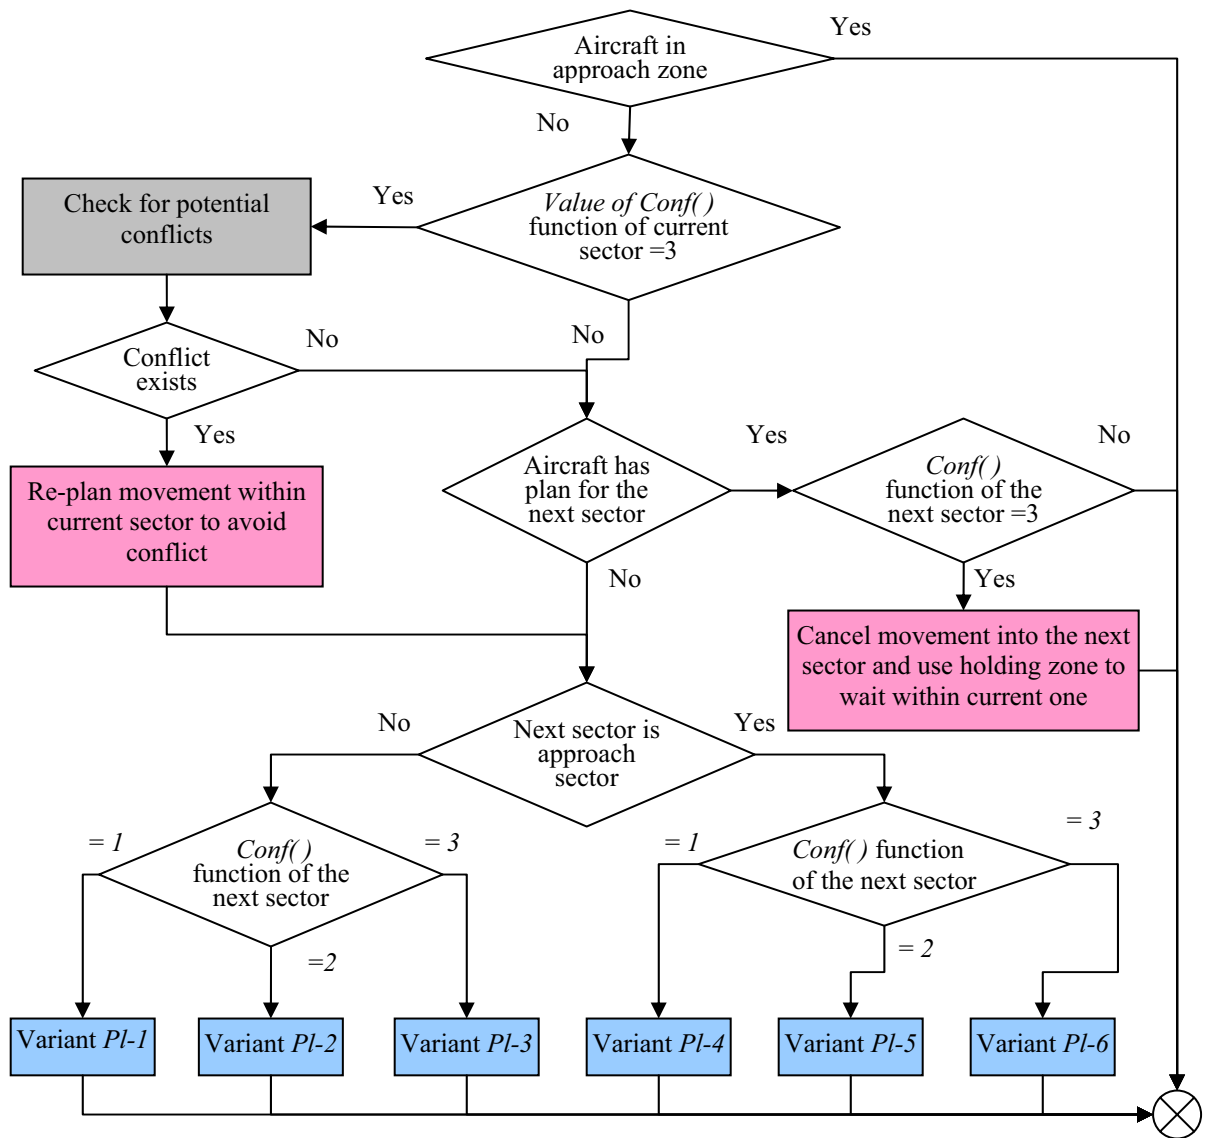 Yes
Aircraft in
approach zone
No
Yes
Value of Conf( )
function of current
sector =3
Check for potential
conflicts
No
No
Conflict
exists
Yes
Yes
No
Aircraft has
plan for the
next sector
Conf( )
function of the
next sector =3
Re-plan movement within
current sector to avoid
conflict
No
Yes
Cancel movement into the next
sector and use holding zone to
wait within current one
No
Yes
Next sector is
approach
sector
= 1
= 3
Conf( )
function of the
next sector
=2
= 1
= 3
Conf( ) function
of the next sector
= 2
Variant Pl-1
Variant Pl-2
Variant Pl-3
Variant Pl-4
Variant Pl-5
Variant Pl-6